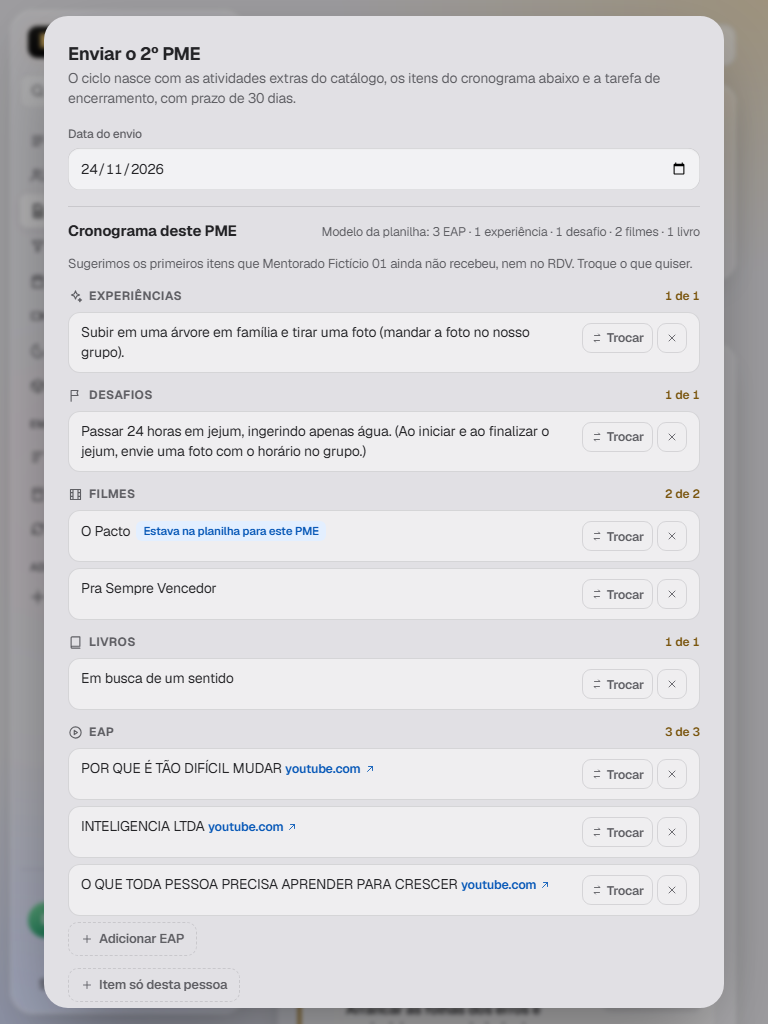 Enviar o 2º PME
O ciclo nasce com as atividades extras do catálogo, os itens do cronograma abaixo e a tarefa de
encerramento, com prazo de 30 dias.
Data do envio
24/11/2026
Cronograma deste PME
Modelo da planilha: 3 EAP · 1 experiência · 1 desafio · 2 filmes · 1 livro
Sugerimos os primeiros itens que Mentorado Fictício 01 ainda não recebeu, nem no RDV. Troque o que quiser.
EXPERIÊNCIAS 1 de 1
Subir em uma árvore em família e tirar uma foto (mandar a foto no nosso
grupo).
Trocar
DESAFIOS 1 de 1
Passar 24 horas em jejum, ingerindo apenas água. (Ao iniciar e ao finalizar o
jejum, envie uma foto com o horário no grupo.)
Trocar
FILMES 2 de 2
O Pacto Estava na planilha para este PME
Trocar
Pra Sempre Vencedor
Trocar
LIVROS 1 de 1
Em busca de um sentido
Trocar
EAP 3 de 3
POR QUE É TÃO DIFÍCIL MUDAR youtube.com
Trocar
INTELIGENCIA LTDA youtube.com
Trocar
O QUE TODA PESSOA PRECISA APRENDER PARA CRESCER youtube.com
Trocar
Adicionar EAP
Item só desta pessoa